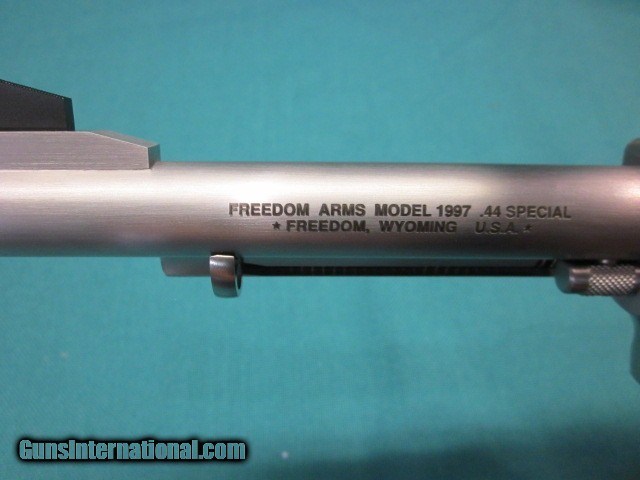 FREEDOM ARMS MODEL 1997 .44 SPECIAL
★ FREEDOM, WYOMING U.S.A. ★
GunsInternational.com